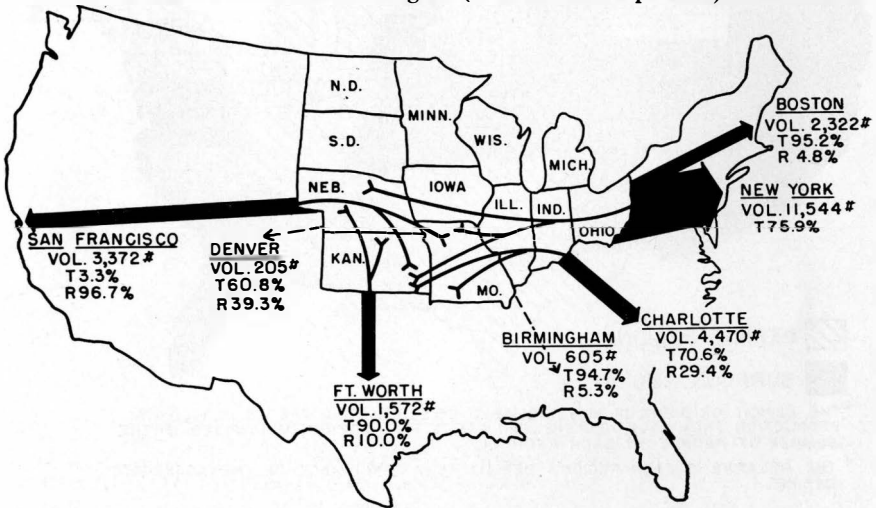 N.D.
MINN.
S.D.
WIS.
MICH.
NEB.
IOWA
ILL.
IND.
OHIO
KAN.
MO.
BOSTON
VOL. 2,322#
T95.2%
R 4.8%
NEW YORK
VOL. 11,544#
T75.9%
SAN FRANCISCO
VOL. 3,372#
T3.3%
R96.7%
DENVER
VOL. 205#
T60.8%
R39.3%
BIRMINGHAM
VOL 605#
T94.7%
R5.3%
CHARLOTTE
VOL. 4,470#
T70.6%
R29.4%
FT. WORTH
VOL. 1,572#
T90.0%
R10.0%